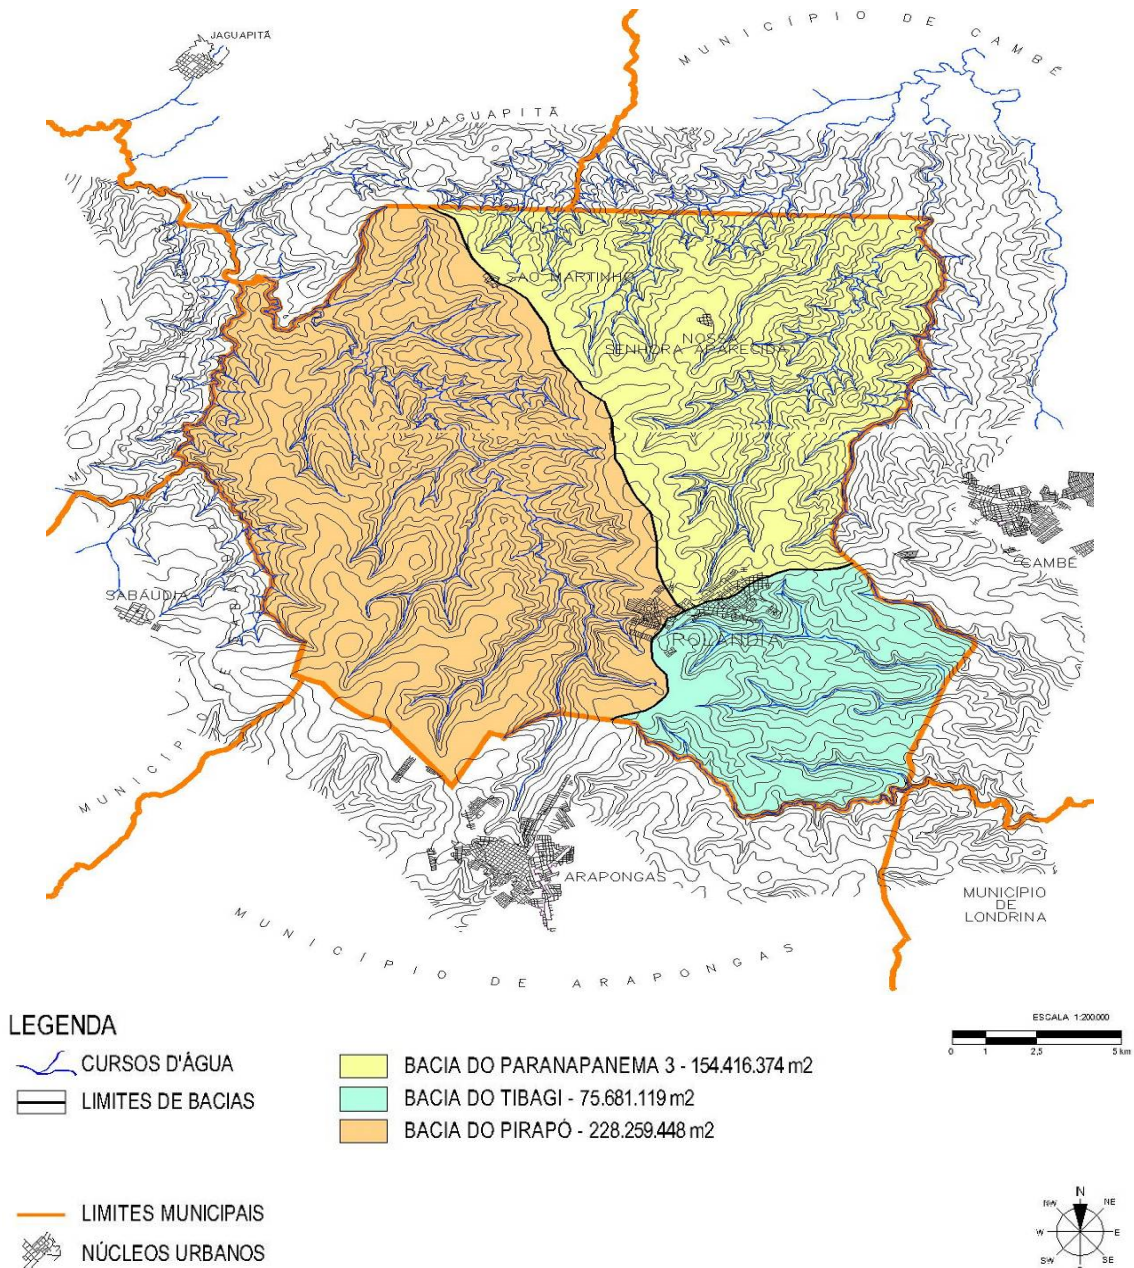 JAGUAPITÃ
MUNICÍPIO DE CAMBÉ
MUNICÍPIO DE JAGUAPITÃ
SÃO MARTINHO
NOSSA
SENHORA APARECIDA
CAMBÉ
SABÁUDIA
ROLÂNDIA
MUNICÍPIO
ARAPONGAS
MUNICÍPIO
DE
LONDRINA
MUNICÍPIO DE ARAPONGAS
LEGENDA
CURSOS D'ÁGUA
LIMITES DE BACIAS
BACIA DO PARANAPANEMA 3 - 154.416.374 m2
BACIA DO TIBAGI - 75.681.119 m2
BACIA DO PIRAPÓ - 228.259.448 m2
ESCALA 1:200.000
0 1 2,5 5 km
LIMITES MUNICIPAIS
NÚCLEOS URBANOS
N
NW NE
W E
SW SE